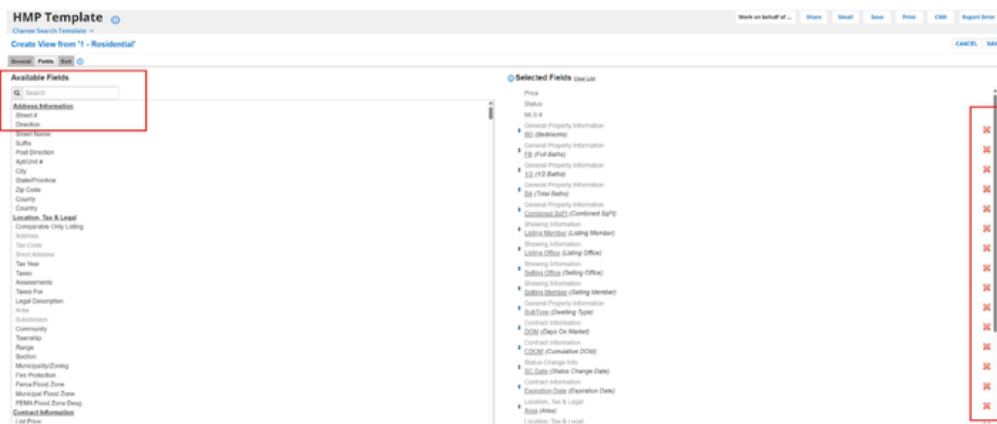 HMP Template
Work on behalf of ... Share Email Save Print CMA Report Error
Change Search Template
Create View from '1 - Residential'
CANCEL SAV
General Fields Sort
Available Fields
Search
Address Information
Street #
Direction
Street Name
Suffix
Post Direction
Apt/Unit #
City
State/Province
Zip Code
County
Country
Location, Tax & Legal
Comparable Only Listing
Address
Tax Code
Short Address
Tax Year
Taxes
Assessments
Taxes For
Legal Description
Area
Subdivision
Community
Township
Range
Section
Municipality/Zoning
Fire Protection
Fema Flood Zone
Municipal Flood Zone
FEMA Flood Zone Desg
Contract Information
List Price
Selected Fields Clear List
Price
Status
MLS #
General Property Information
BD (Bedrooms)
General Property Information
FB (Full Baths)
General Property Information
1/2 (1/2 Baths)
General Property Information
BA (Total Baths)
General Property Information
Combined SqFt (Combined SqFt)
Showing Information
Listing Member (Listing Member)
Showing Information
Listing Office (Listing Office)
Showing Information
Selling Office (Selling Office)
Showing Information
Selling Member (Selling Member)
General Property Information
SubType (Dwelling Type)
Contract Information
DOM (Days On Market)
Contract Information
CDOM (Cumulative DOM)
Status Change Info
SC Date (Status Change Date)
Contract Information
Expiration Date (Expiration Date)
Location, Tax & Legal
Area (Area)
Location, Tax & Legal